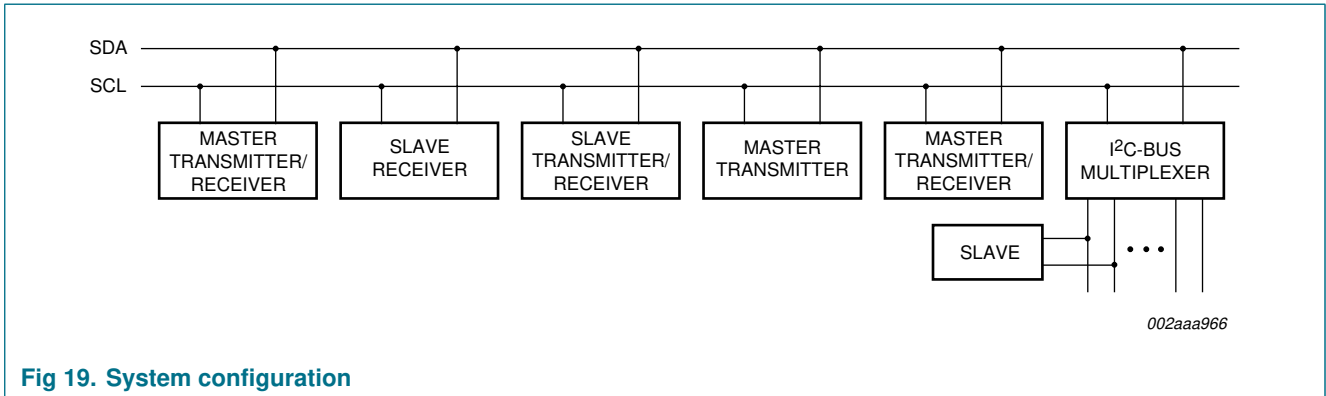 SDA
SCL
MASTER
TRANSMITTER/
RECEIVER
SLAVE
RECEIVER
SLAVE
TRANSMITTER/
RECEIVER
MASTER
TRANSMITTER
MASTER
TRANSMITTER/
RECEIVER
I²C-BUS
MULTIPLEXER
SLAVE
002aaa966
Fig 19. System configuration